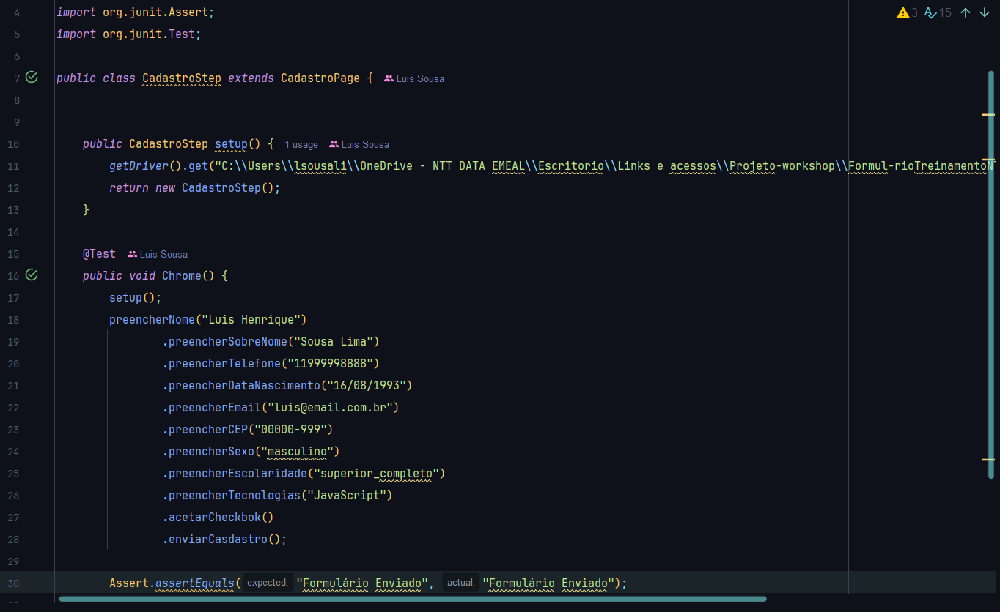 4 import org.junit.Assert; 3 15
5 import org.junit.Test;
6
7 public class CadastroStep extends CadastroPage { Luis Sousa
8
9
10 public CadastroStep setup() { 1 usage Luis Sousa
11 getDriver().get("C:\\Users\\lsousali\\OneDrive - NTT DATA EMEAL\\Escritorio\\Links e acessos\\Projeto-workshop\\Formul-rioTreinamentoN
12 return new CadastroStep();
13 }
14
15 @Test Luis Sousa
16 public void Chrome() {
17 setup();
18 preencherNome("Luis Henrique")
19 .preencherSobreNome("Sousa Lima")
20 .preencherTelefone("11999998888")
21 .preencherDataNascimento("16/08/1993")
22 .preencherEmail("luis@email.com.br")
23 .preencherCEP("00000-999")
24 .preencherSexo("masculino")
25 .preencherEscolaridade("superior_completo")
26 .preencherTecnologias("JavaScript")
27 .acetarCheckbok()
28 .enviarCasdastro();
29
30 Assert.assertEquals( expected: "Formulário Enviado", actual: "Formulário Enviado");